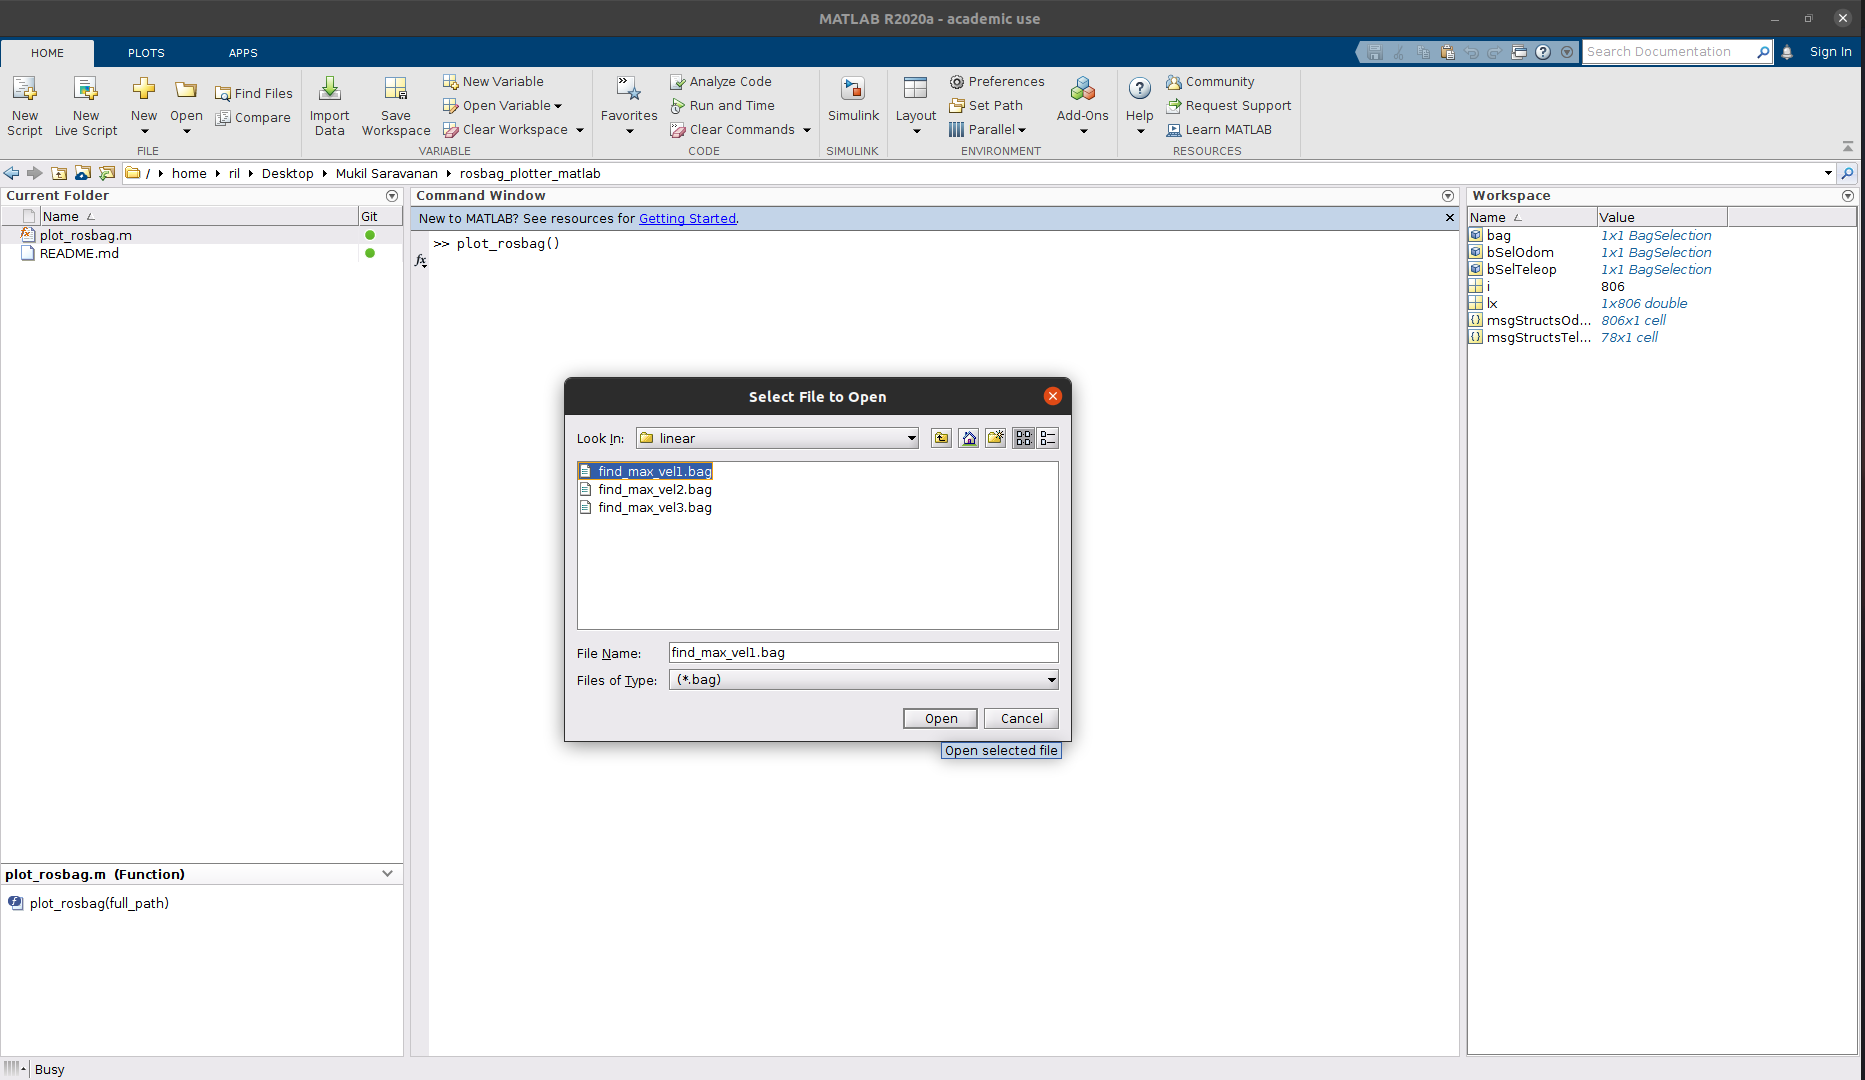 MATLAB R2020a - academic use
HOME PLOTS APPS
Search Documentation Sign In
New Script
New Live Script
New
Open
Find Files
Compare
FILE
Import Data
Save Workspace
New Variable
Open Variable
Clear Workspace
VARIABLE
Favorites
Analyze Code
Run and Time
Clear Commands
CODE
Simulink
SIMULINK
Layout
Preferences
Set Path
Parallel
Add-Ons
ENVIRONMENT
Help
Community
Request Support
Learn MATLAB
RESOURCES
/ home ril Desktop Mukil Saravanan rosbag_plotter_matlab
Current Folder
Name Git
plot_rosbag.m
README.md
plot_rosbag.m (Function)
plot_rosbag(full_path)
Command Window
New to MATLAB? See resources for Getting Started.
>> plot_rosbag()
fx
Select File to Open
Look In: linear
find_max_vel1.bag
find_max_vel2.bag
find_max_vel3.bag
File Name: find_max_vel1.bag
Files of Type: (*.bag)
Open Cancel
Open selected file
Workspace
Name Value
bag 1x1 BagSelection
bSelOdom 1x1 BagSelection
bSelTeleop 1x1 BagSelection
i 806
lx 1x806 double
msgStructsOd... 806x1 cell
msgStructsTel... 78x1 cell
Busy